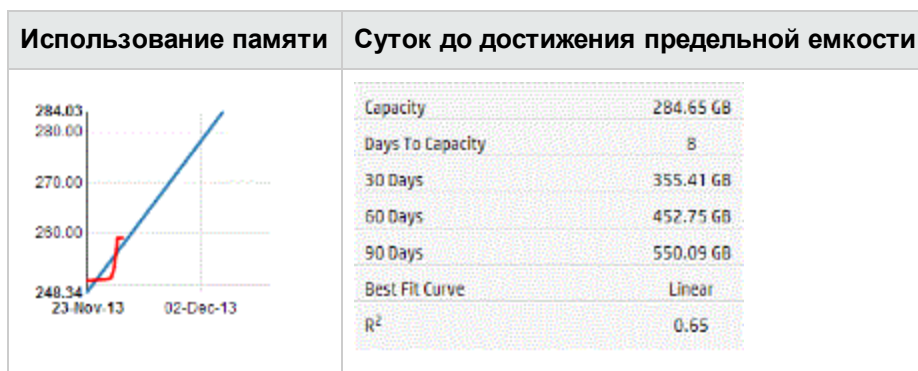 Использование памяти
Суток до достижения предельной емкости
284.03
280.00
270.00
260.00
248.34
23-Nov-13
02-Dec-13
Capacity 284.65 GB
Days To Capacity 8
30 Days 355.41 GB
60 Days 452.75 GB
90 Days 550.09 GB
Best Fit Curve Linear
R² 0.65